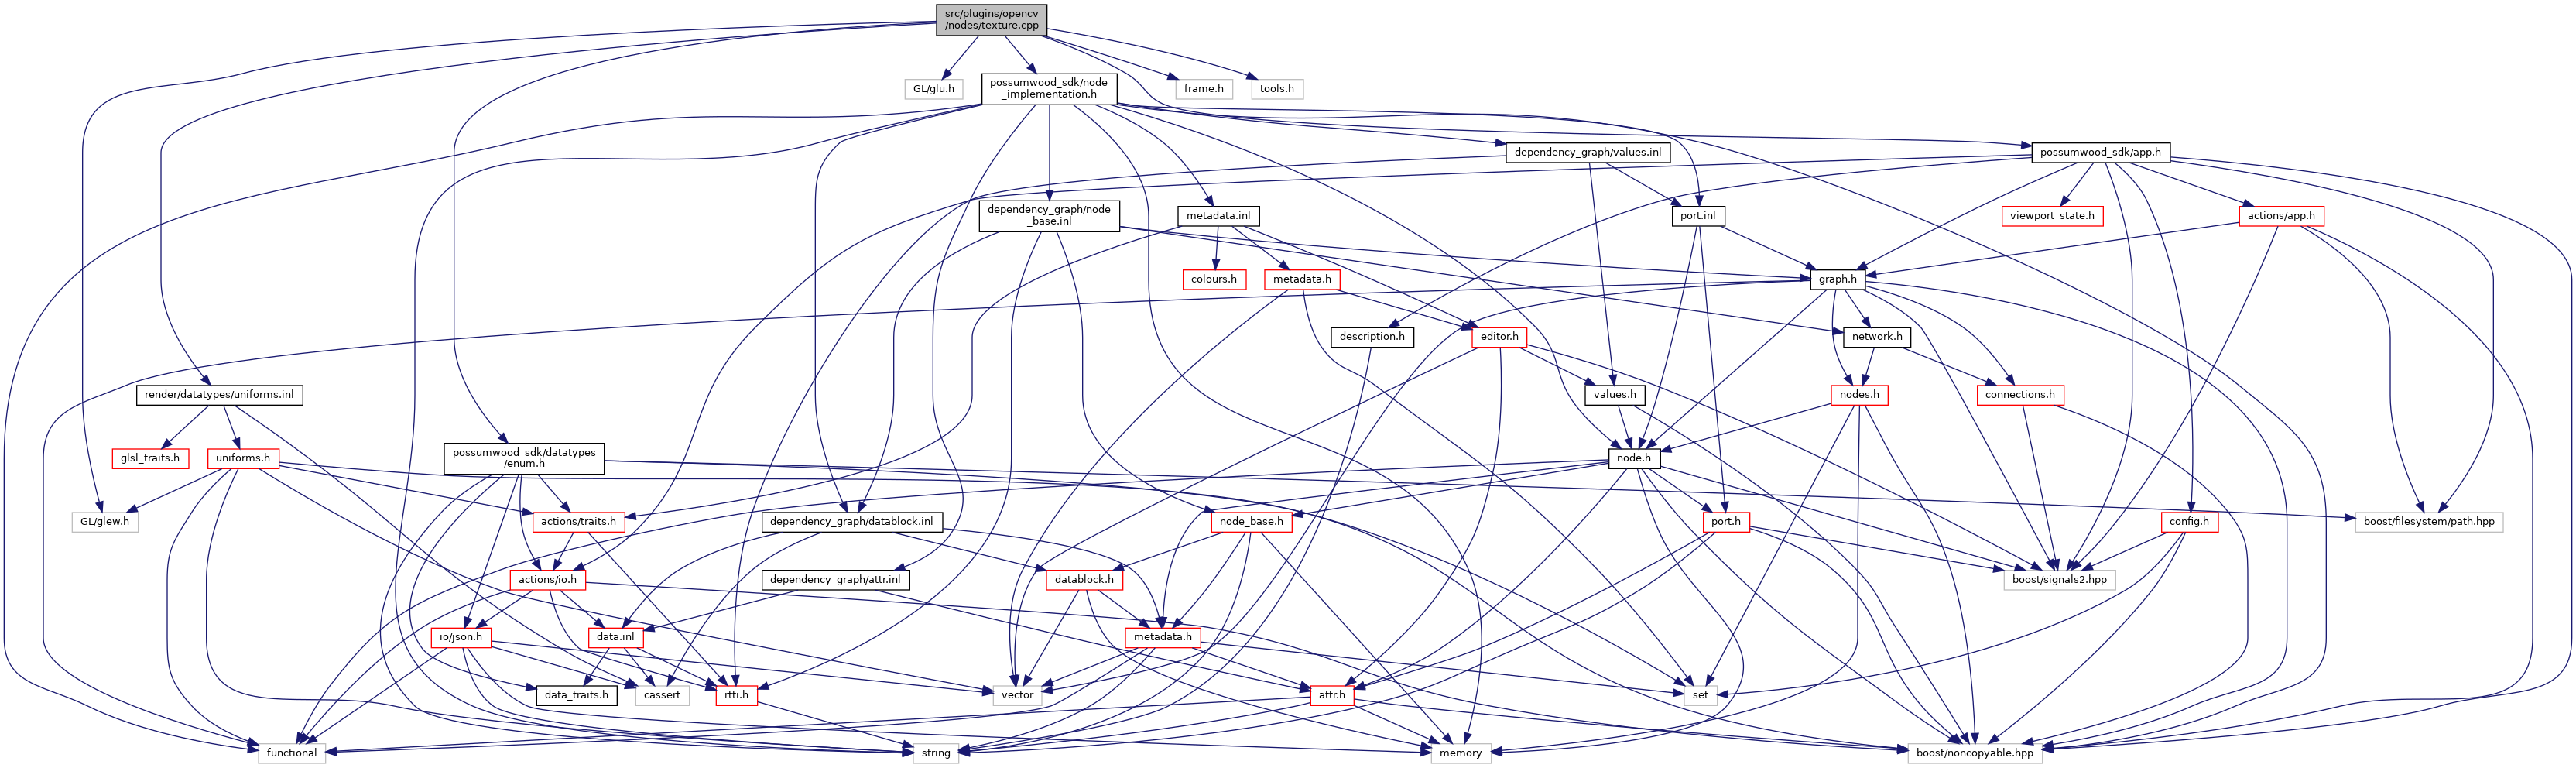 src/plugins/opencv
/nodes/texture.cpp
GL/glu.h
possumwood_sdk/node
_implementation.h
frame.h
tools.h
dependency_graph/values.inl
possumwood_sdk/app.h
dependency_graph/node
_base.inl
metadata.inl
port.inl
viewport_state.h
actions/app.h
colours.h
metadata.h
graph.h
description.h
editor.h
network.h
render/datatypes/uniforms.inl
values.h
nodes.h
connections.h
glsl_traits.h
uniforms.h
possumwood_sdk/datatypes
/enum.h
node.h
GL/glew.h
actions/traits.h
dependency_graph/datablock.inl
node_base.h
port.h
boost/filesystem/path.hpp
config.h
actions/io.h
dependency_graph/attr.inl
datablock.h
boost/signals2.hpp
io/json.h
data.inl
metadata.h
data_traits.h
cassert
rtti.h
vector
attr.h
set
functional
string
memory
boost/noncopyable.hpp